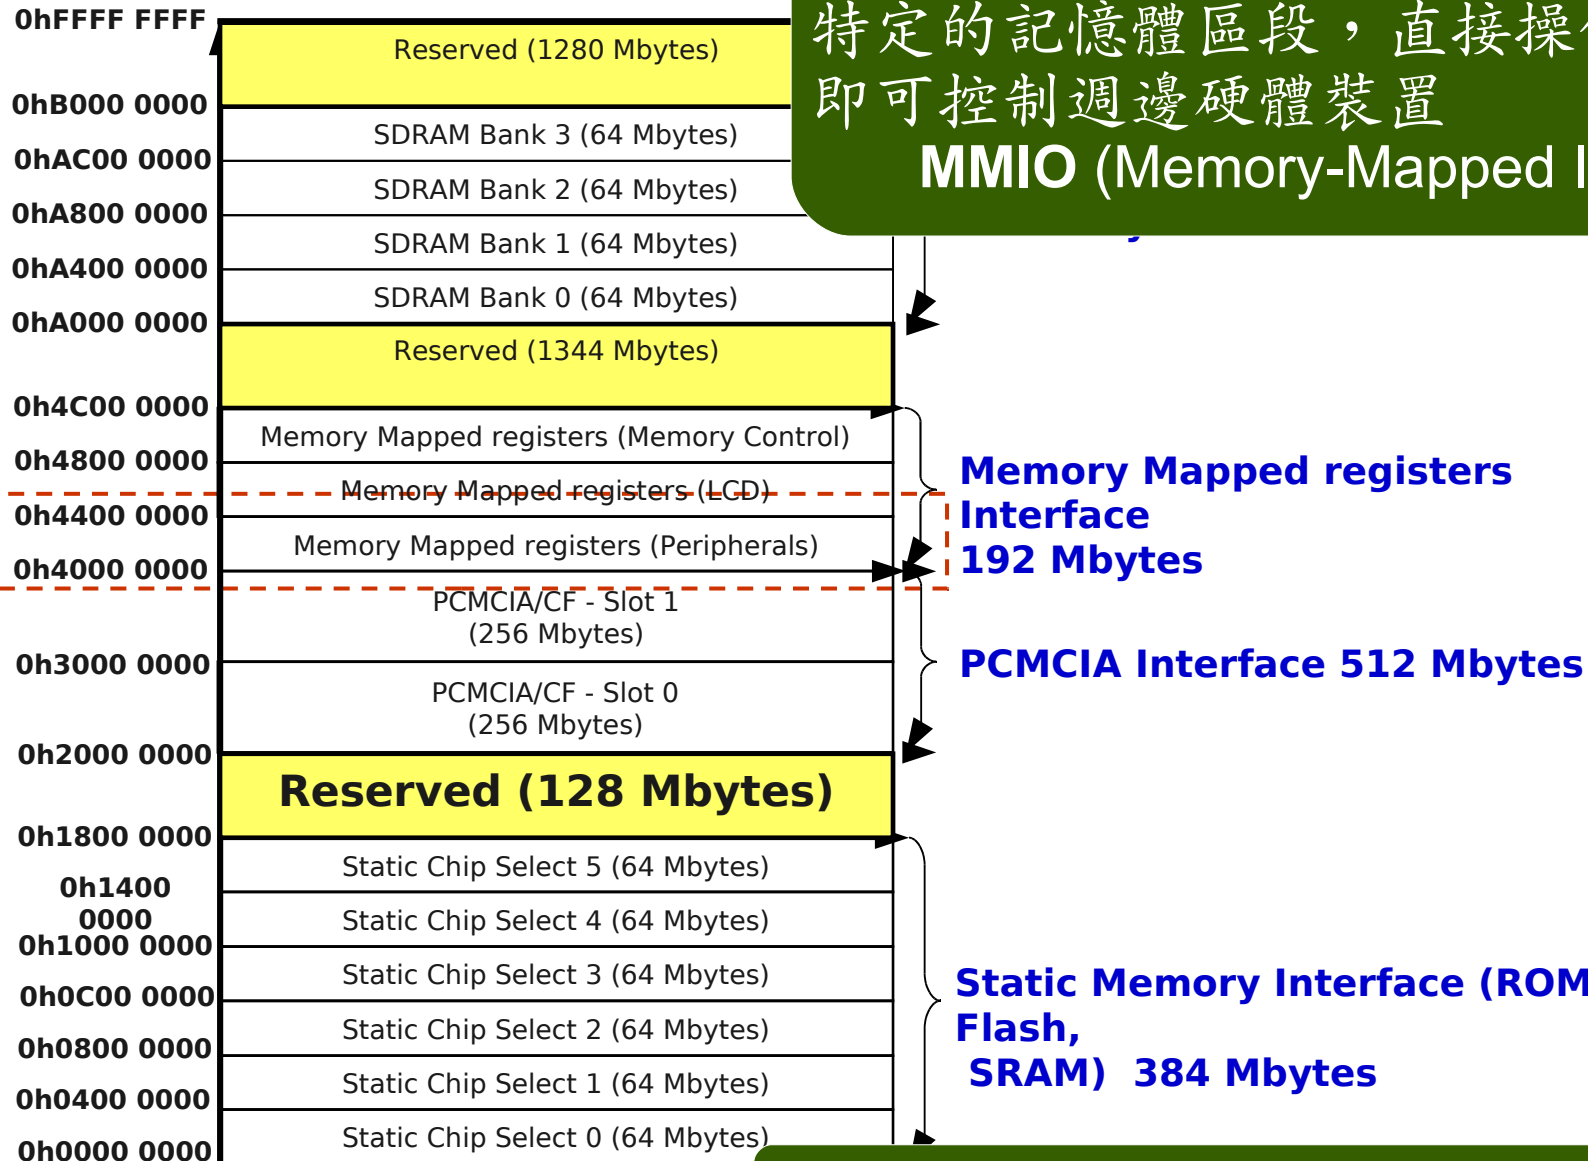 特定的記憶體區段，直接操
即可控制週邊硬體裝置
MMIO (Memory-Mapped I
0hFFFF FFFF
Reserved (1280 Mbytes)
0hB000 0000
SDRAM Bank 3 (64 Mbytes)
0hAC00 0000
SDRAM Bank 2 (64 Mbytes)
0hA800 0000
SDRAM Bank 1 (64 Mbytes)
0hA400 0000
SDRAM Bank 0 (64 Mbytes)
0hA000 0000
Reserved (1344 Mbytes)
0h4C00 0000
Memory Mapped registers (Memory Control)
0h4800 0000
Memory Mapped registers (LCD)
0h4400 0000
Memory Mapped registers (Peripherals)
0h4000 0000
Memory Mapped registers
Interface
192 Mbytes
PCMCIA/CF - Slot 1
(256 Mbytes)
0h3000 0000
PCMCIA Interface 512 Mbytes
PCMCIA/CF - Slot 0
(256 Mbytes)
0h2000 0000
Reserved (128 Mbytes)
0h1800 0000
Static Chip Select 5 (64 Mbytes)
0h1400
0000
Static Chip Select 4 (64 Mbytes)
0h1000 0000
Static Chip Select 3 (64 Mbytes)
0h0C00 0000
Static Chip Select 2 (64 Mbytes)
0h0800 0000
Static Chip Select 1 (64 Mbytes)
0h0400 0000
Static Chip Select 0 (64 Mbytes)
0h0000 0000
Static Memory Interface (ROM
Flash,
SRAM) 384 Mbytes